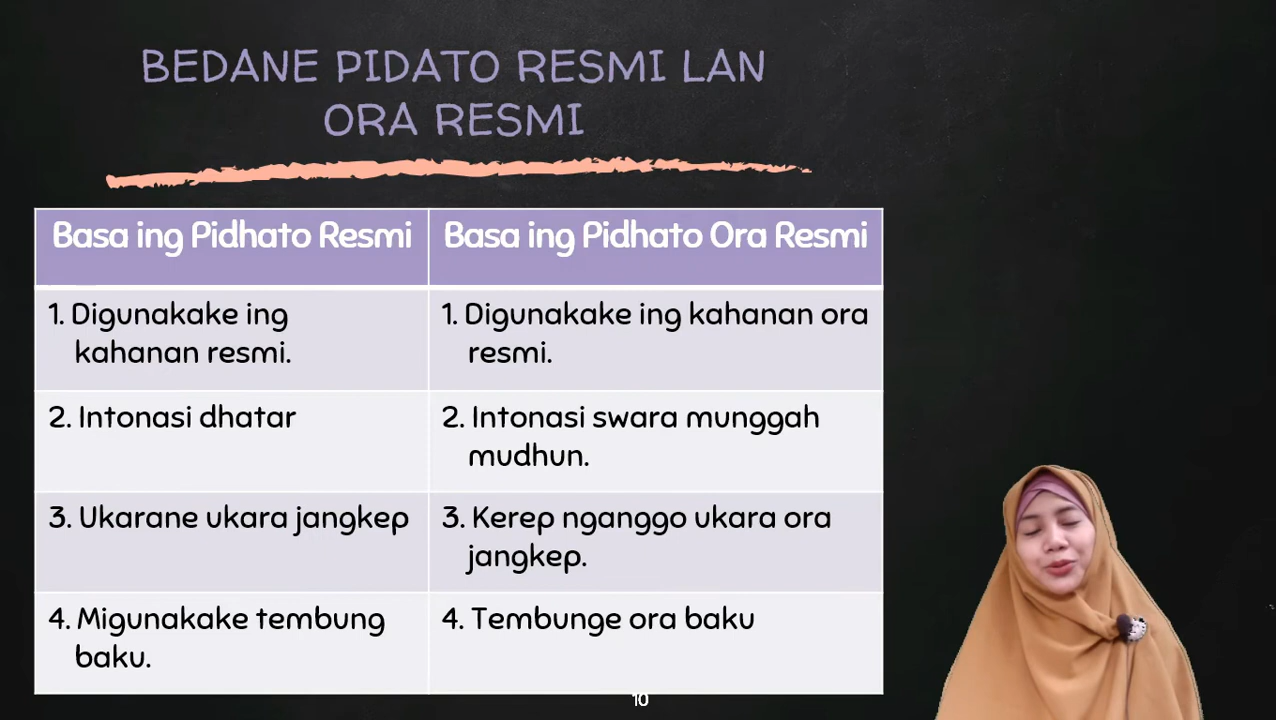 BEDANE PIDATO RESMI LAN
ORA RESMI
Basa ing Pidhato Resmi
Basa ing Pidhato Ora Resmi
1. Digunakake ing
kahanan resmi.
1. Digunakake ing kahanan ora
resmi.
2. Intonasi dhatar
2. Intonasi swara munggah
mudhun.
3. Ukarane ukara jangkep
3. Kerep nganggo ukara ora
jangkep.
4. Migunakake tembung
baku.
4. Tembunge ora baku
10